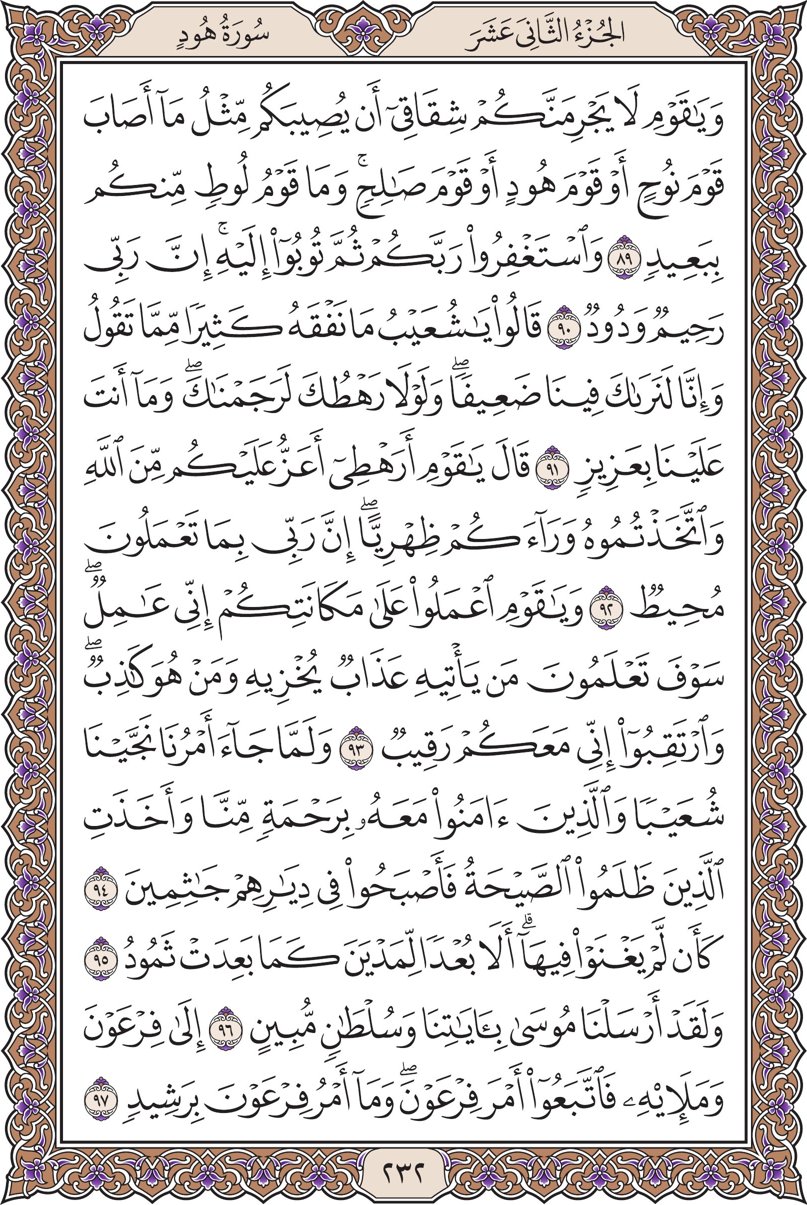 الجُزْءُ الثَّانِىَ عَشَرَ
سُورَةُ هُودٍ
وَيَٰقَوْمِ لَا يَجْرِمَنَّكُمْ شِقَاقِىٓ أَن يُصِيبَكُم مِّثْلُ مَآ أَصَابَ
قَوْمَ نُوحٍ أَوْ قَوْمَ هُودٍ أَوْ قَوْمَ صَٰلِحٍۚ وَمَا قَوْمُ لُوطٍ مِّنكُم
بِبَعِيدٍ ٨٩ وَٱسْتَغْفِرُوا۟ رَبَّكُمْ ثُمَّ تُوبُوٓا۟ إِلَيْهِۚ إِنَّ رَبِّى
رَحِيمٌ وَدُودٌ ٩٠ قَالُوا۟ يَٰشُعَيْبُ مَا نَفْقَهُ كَثِيرًا مِّمَّا تَقُولُ
وَإِنَّا لَنَرَىٰكَ فِينَا ضَعِيفًاۖ وَلَوْلَا رَهْطُكَ لَرَجَمْنَٰكَۖ وَمَآ أَنتَ
عَلَيْنَا بِعَزِيزٍ ٩١ قَالَ يَٰقَوْمِ أَرَهْطِىٓ أَعَزُّ عَلَيْكُم مِّنَ ٱللَّهِ
وَٱتَّخَذْتُمُوهُ وَرَآءَكُمْ ظِهْرِيًّاۖ إِنَّ رَبِّى بِمَا تَعْمَلُونَ
مُحِيطٌ ٩٢ وَيَٰقَوْمِ ٱعْمَلُوا۟ عَلَىٰ مَكَانَتِكُمْ إِنِّى عَٰمِلٌۖ
سَوْفَ تَعْلَمُونَ مَن يَأْتِيهِ عَذَابٌ يُخْزِيهِ وَمَنْ هُوَ كَٰذِبٌۖ
وَٱرْتَقِبُوٓا۟ إِنِّى مَعَكُمْ رَقِيبٌ ٩٣ وَلَمَّا جَآءَ أَمْرُنَا نَجَّيْنَا
شُعَيْبًا وَٱلَّذِينَ ءَامَنُوا۟ مَعَهُۥ بِرَحْمَةٍ مِّنَّا وَأَخَذَتِ
ٱلَّذِينَ ظَلَمُوا۟ ٱلصَّيْحَةُ فَأَصْبَحُوا۟ فِى دِيَٰرِهِمْ جَٰثِمِينَ ٩٤
كَأَن لَّمْ يَغْنَوْا۟ فِيهَآۗ أَلَا بُعْدًا لِّمَدْيَنَ كَمَا بَعِدَتْ ثَمُودُ ٩٥
وَلَقَدْ أَرْسَلْنَا مُوسَىٰ بِـَٔايَٰتِنَا وَسُلْطَٰنٍ مُّبِينٍ ٩٦ إِلَىٰ فِرْعَوْنَ
وَمَلَإِي۟هِۦ فَٱتَّبَعُوٓا۟ أَمْرَ فِرْعَوْنَۖ وَمَآ أَمْرُ فِرْعَوْنَ بِرَشِيدٍ ٩٧
٢٣٢